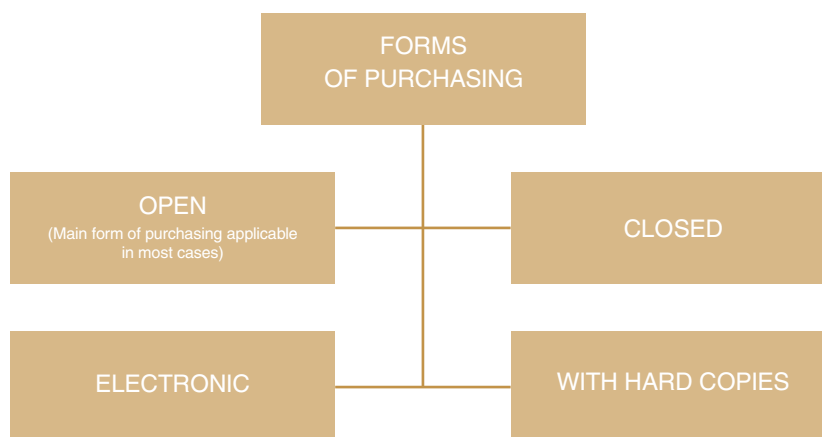 FORMS
OF PURCHASING
OPEN
(Main form of purchasing applicable
in most cases)
CLOSED
ELECTRONIC
WITH HARD COPIES